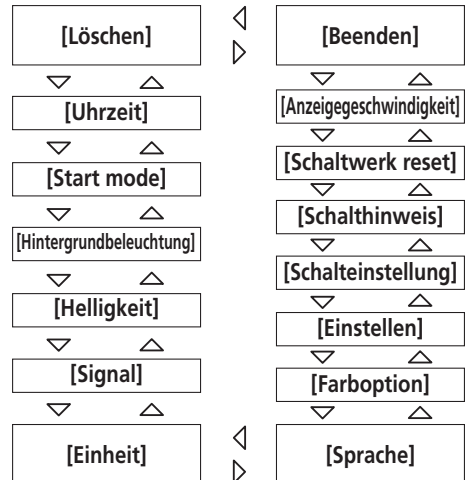 [Löschen]
[Uhrzeit]
[Start mode]
[Hintergrundbeleuchtung]
[Helligkeit]
[Signal]
[Einheit]
[Beenden]
[Anzeigegeschwindigkeit]
[Schaltwerk reset]
[Schalthinweis]
[Schalteinstellung]
[Einstellen]
[Farboption]
[Sprache]